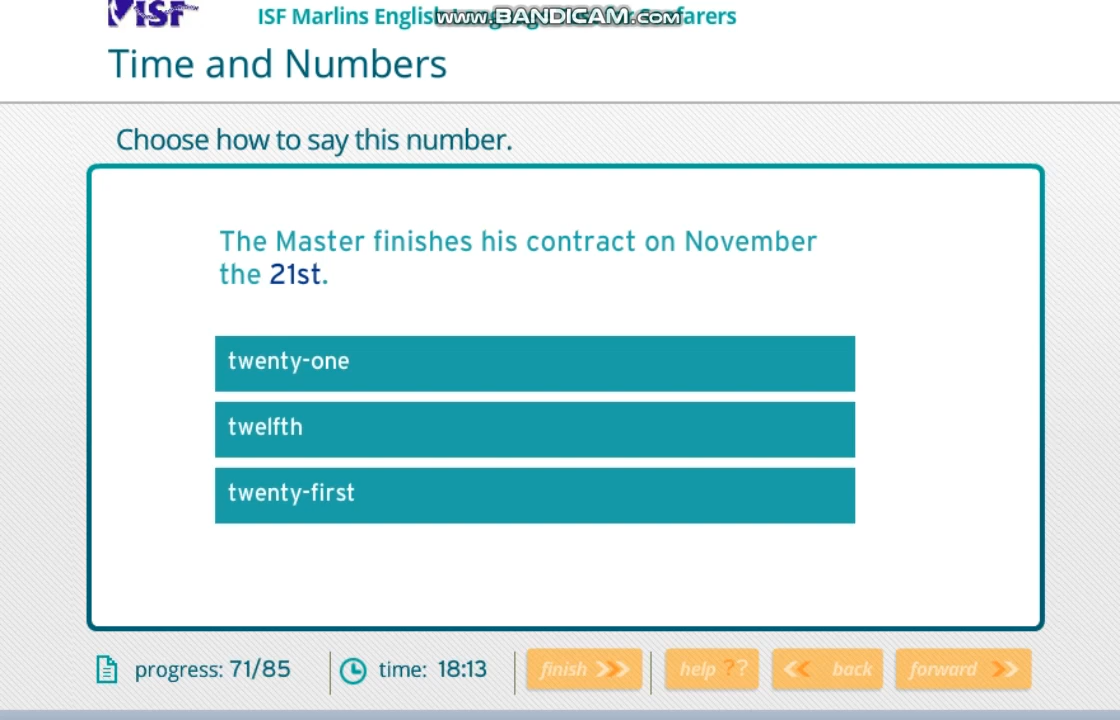 ISF
ISF Marlins English
www.BANDICAM.com
Time and Numbers
Choose how to say this number.
The Master finishes his contract on November
the 21st.
twenty-one
twelfth
twenty-first
progress: 71/85
time: 18:13
finish
help ??
back
forward